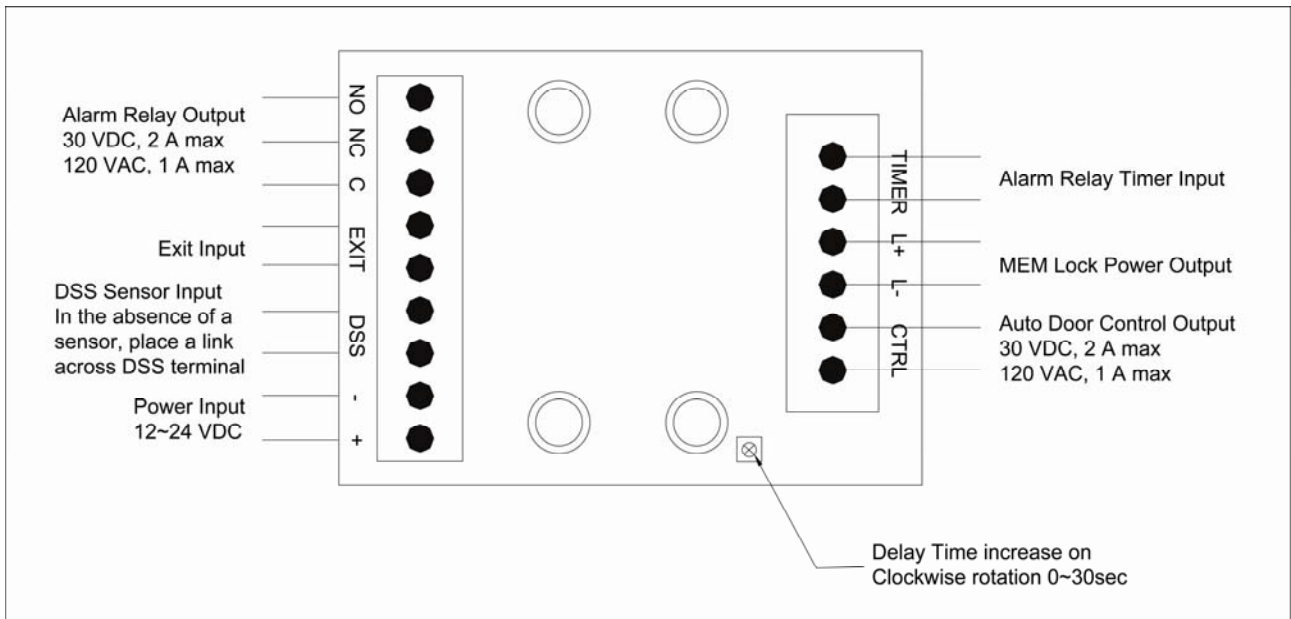 Alarm Relay Output
30 VDC, 2 A max
120 VAC, 1 A max
Exit Input
DSS Sensor Input
In the absence of a
sensor, place a link
across DSS terminal
Power Input
12~24 VDC
NO
NC
C
EXIT
DSS
-
+
TIMER
L+
L-
CTRL
Alarm Relay Timer Input
MEM Lock Power Output
Auto Door Control Output
30 VDC, 2 A max
120 VAC, 1 A max
Delay Time increase on
Clockwise rotation 0~30sec